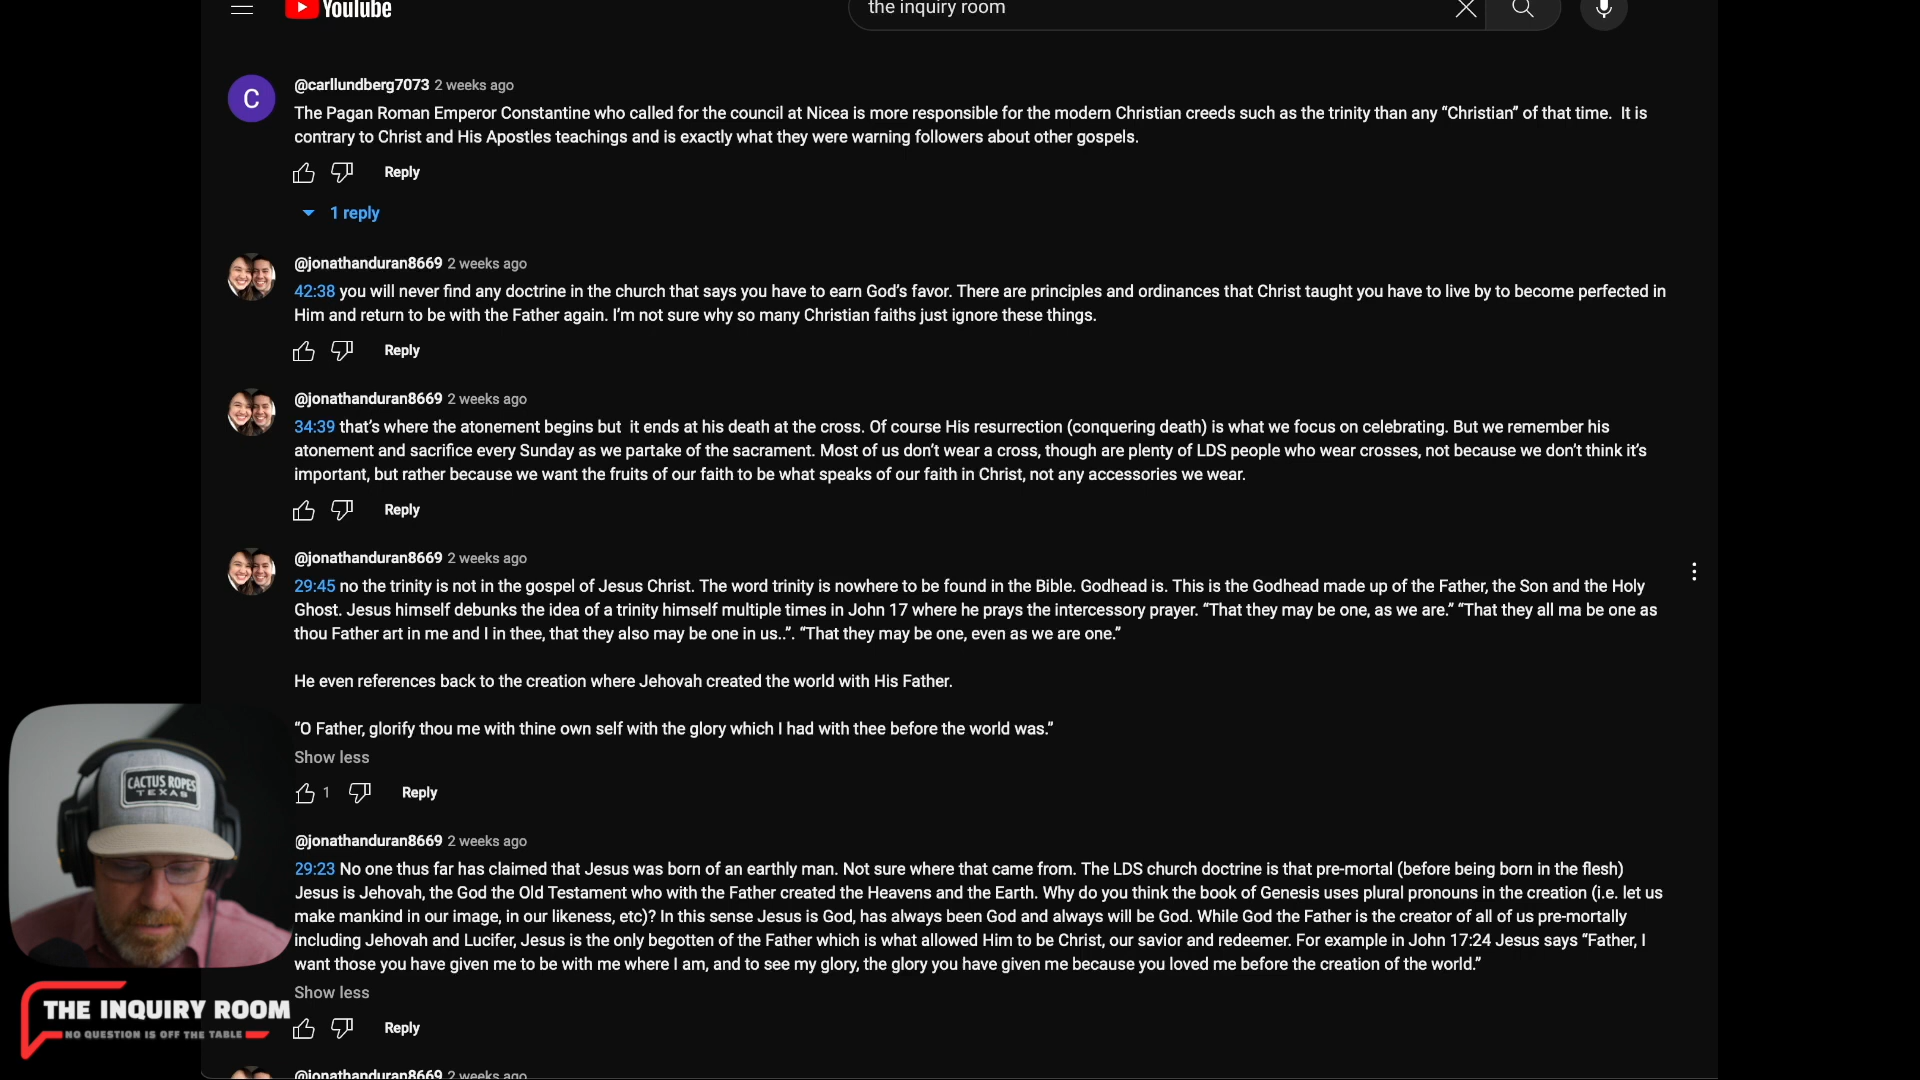 YouTube
the inquiry room
C
@carllundberg7073 2 weeks ago
The Pagan Roman Emperor Constantine who called for the council at Nicea is more responsible for the modern Christian creeds such as the trinity than any “Christian” of that time. It is
contrary to Christ and His Apostles teachings and is exactly what they were warning followers about other gospels.
Reply
1 reply
@jonathanduran8669 2 weeks ago
42:38 you will never find any doctrine in the church that says you have to earn God’s favor. There are principles and ordinances that Christ taught you have to live by to become perfected in
Him and return to be with the Father again. I’m not sure why so many Christian faiths just ignore these things.
Reply
@jonathanduran8669 2 weeks ago
34:39 that’s where the atonement begins but it ends at his death at the cross. Of course His resurrection (conquering death) is what we focus on celebrating. But we remember his
atonement and sacrifice every Sunday as we partake of the sacrament. Most of us don’t wear a cross, though are plenty of LDS people who wear crosses, not because we don’t think it’s
important, but rather because we want the fruits of our faith to be what speaks of our faith in Christ, not any accessories we wear.
Reply
@jonathanduran8669 2 weeks ago
29:45 no the trinity is not in the gospel of Jesus Christ. The word trinity is nowhere to be found in the Bible. Godhead is. This is the Godhead made up of the Father, the Son and the Holy
Ghost. Jesus himself debunks the idea of a trinity himself multiple times in John 17 where he prays the intercessory prayer. “That they may be one, as we are.” “That they all ma be one as
thou Father art in me and I in thee, that they also may be one in us..”. “That they may be one, even as we are one.”
He even references back to the creation where Jehovah created the world with His Father.
“O Father, glorify thou me with thine own self with the glory which I had with thee before the world was.”
Show less
1 Reply
@jonathanduran8669 2 weeks ago
29:23 No one thus far has claimed that Jesus was born of an earthly man. Not sure where that came from. The LDS church doctrine is that pre-mortal (before being born in the flesh)
Jesus is Jehovah, the God the Old Testament who with the Father created the Heavens and the Earth. Why do you think the book of Genesis uses plural pronouns in the creation (i.e. let us
make mankind in our image, in our likeness, etc)? In this sense Jesus is God, has always been God and always will be God. While God the Father is the creator of all of us pre-mortally
including Jehovah and Lucifer, Jesus is the only begotten of the Father which is what allowed Him to be Christ, our savior and redeemer. For example in John 17:24 Jesus says “Father, I
want those you have given me to be with me where I am, and to see my glory, the glory you have given me because you loved me before the creation of the world.”
Show less
Reply
@jonathanduran8669 2 weeks ago
CACTUS ROPES
TEXAS
THE INQUIRY ROOM
NO QUESTION IS OFF THE TABLE